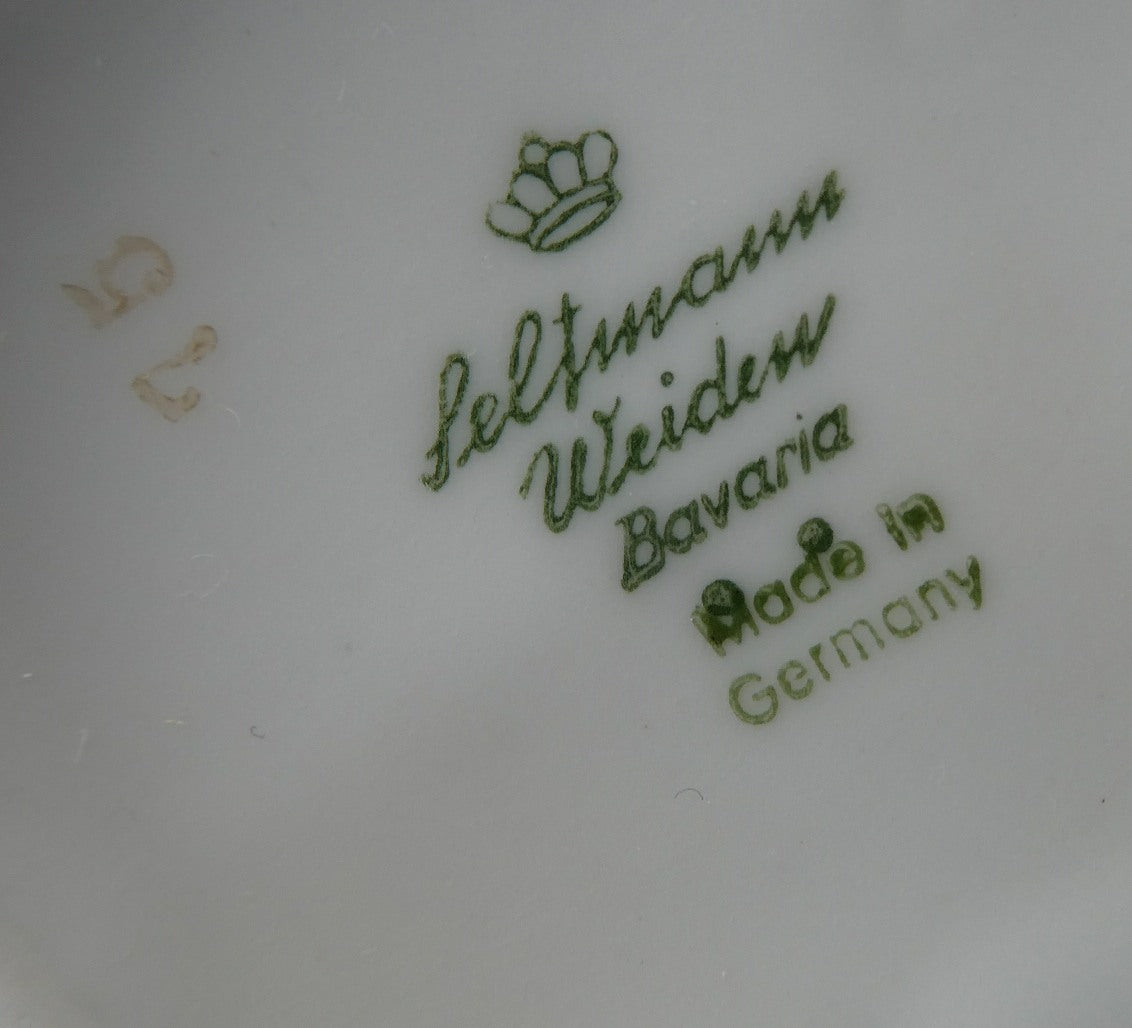 Seltmann
Weiden
Bavaria
Made in
Germany